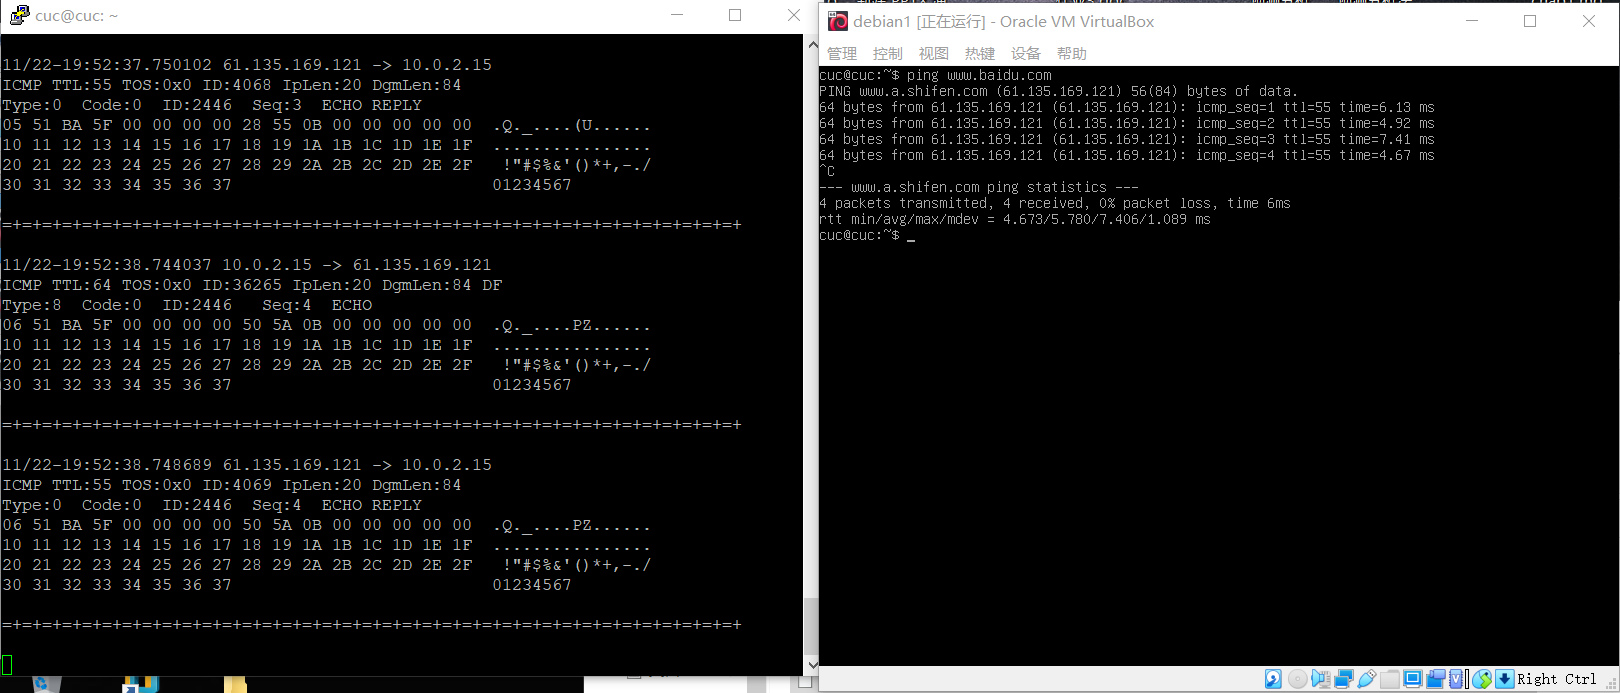 cuc@cuc: ~
11/22-19:52:37.750102 61.135.169.121 -> 10.0.2.15
ICMP TTL:55 TOS:0x0 ID:4068 IpLen:20 DgmLen:84
Type:0  Code:0  ID:2446  Seq:3  ECHO REPLY
05 51 BA 5F 00 00 00 00 28 55 0B 00 00 00 00 00  .Q._....(U......
10 11 12 13 14 15 16 17 18 19 1A 1B 1C 1D 1E 1F  ................
20 21 22 23 24 25 26 27 28 29 2A 2B 2C 2D 2E 2F   !"#$%&'()*+,-./
30 31 32 33 34 35 36 37                          01234567
=+=+=+=+=+=+=+=+=+=+=+=+=+=+=+=+=+=+=+=+=+=+=+=+=+=+=+=+=+=+=+=+=+=+=+=+=+
11/22-19:52:38.744037 10.0.2.15 -> 61.135.169.121
ICMP TTL:64 TOS:0x0 ID:36265 IpLen:20 DgmLen:84 DF
Type:8  Code:0  ID:2446   Seq:4  ECHO
06 51 BA 5F 00 00 00 00 50 5A 0B 00 00 00 00 00  .Q._....PZ......
10 11 12 13 14 15 16 17 18 19 1A 1B 1C 1D 1E 1F  ................
20 21 22 23 24 25 26 27 28 29 2A 2B 2C 2D 2E 2F   !"#$%&'()*+,-./
30 31 32 33 34 35 36 37                          01234567
=+=+=+=+=+=+=+=+=+=+=+=+=+=+=+=+=+=+=+=+=+=+=+=+=+=+=+=+=+=+=+=+=+=+=+=+=+
11/22-19:52:38.748689 61.135.169.121 -> 10.0.2.15
ICMP TTL:55 TOS:0x0 ID:4069 IpLen:20 DgmLen:84
Type:0  Code:0  ID:2446  Seq:4  ECHO REPLY
06 51 BA 5F 00 00 00 00 50 5A 0B 00 00 00 00 00  .Q._....PZ......
10 11 12 13 14 15 16 17 18 19 1A 1B 1C 1D 1E 1F  ................
20 21 22 23 24 25 26 27 28 29 2A 2B 2C 2D 2E 2F   !"#$%&'()*+,-./
30 31 32 33 34 35 36 37                          01234567
=+=+=+=+=+=+=+=+=+=+=+=+=+=+=+=+=+=+=+=+=+=+=+=+=+=+=+=+=+=+=+=+=+=+=+=+=+
debian1 [正在运行] - Oracle VM VirtualBox
管理 控制 视图 热键 设备 帮助
cuc@cuc:~$ ping www.baidu.com
PING www.a.shifen.com (61.135.169.121) 56(84) bytes of data.
64 bytes from 61.135.169.121 (61.135.169.121): icmp_seq=1 ttl=55 time=6.13 ms
64 bytes from 61.135.169.121 (61.135.169.121): icmp_seq=2 ttl=55 time=4.92 ms
64 bytes from 61.135.169.121 (61.135.169.121): icmp_seq=3 ttl=55 time=7.41 ms
64 bytes from 61.135.169.121 (61.135.169.121): icmp_seq=4 ttl=55 time=4.67 ms
^C
--- www.a.shifen.com ping statistics ---
4 packets transmitted, 4 received, 0% packet loss, time 6ms
rtt min/avg/max/mdev = 4.673/5.780/7.406/1.089 ms
cuc@cuc:~$ _
Right Ctrl